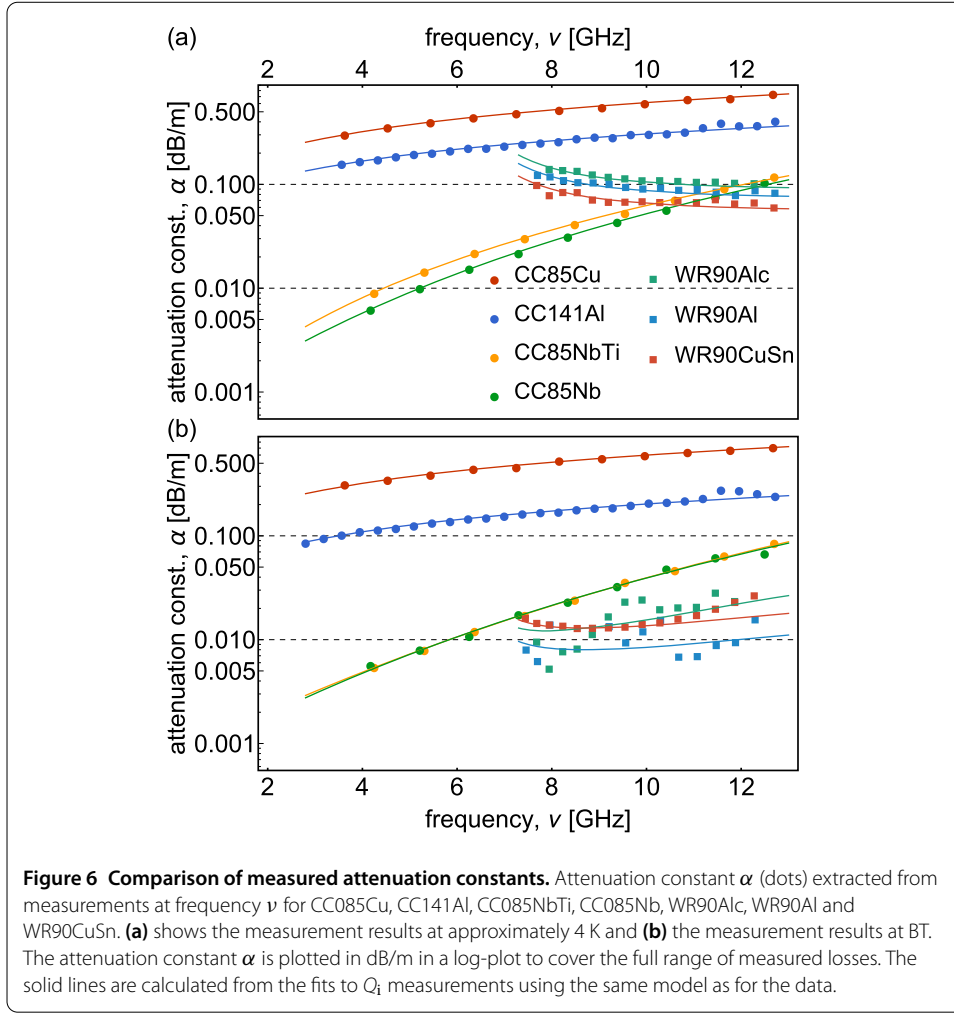 (a)
frequency, ν [GHz]
2 4 6 8 10 12
attenuation const., α [dB/m]
0.500
0.100
0.050
0.010
0.005
0.001
CC85Cu
CC141Al
CC85NbTi
CC85Nb
WR90Alc
WR90Al
WR90CuSn
(b)
attenuation const., α [dB/m]
0.500
0.100
0.050
0.010
0.005
0.001
2 4 6 8 10 12
frequency, ν [GHz]
Figure 6 Comparison of measured attenuation constants. Attenuation constant α (dots) extracted from
measurements at frequency ν for CC085Cu, CC141Al, CC085NbTi, CC085Nb, WR90Alc, WR90Al and
WR90CuSn. (a) shows the measurement results at approximately 4 K and (b) the measurement results at BT.
The attenuation constant α is plotted in dB/m in a log-plot to cover the full range of measured losses. The
solid lines are calculated from the fits to Qi measurements using the same model as for the data.